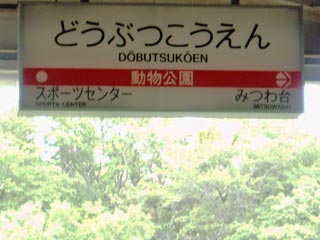 どうぶつこうえん
DŌBUTSUKŌEN
動物公園
スポーツセンター みつわ台
SPORTS CENTER MITSUWADAI